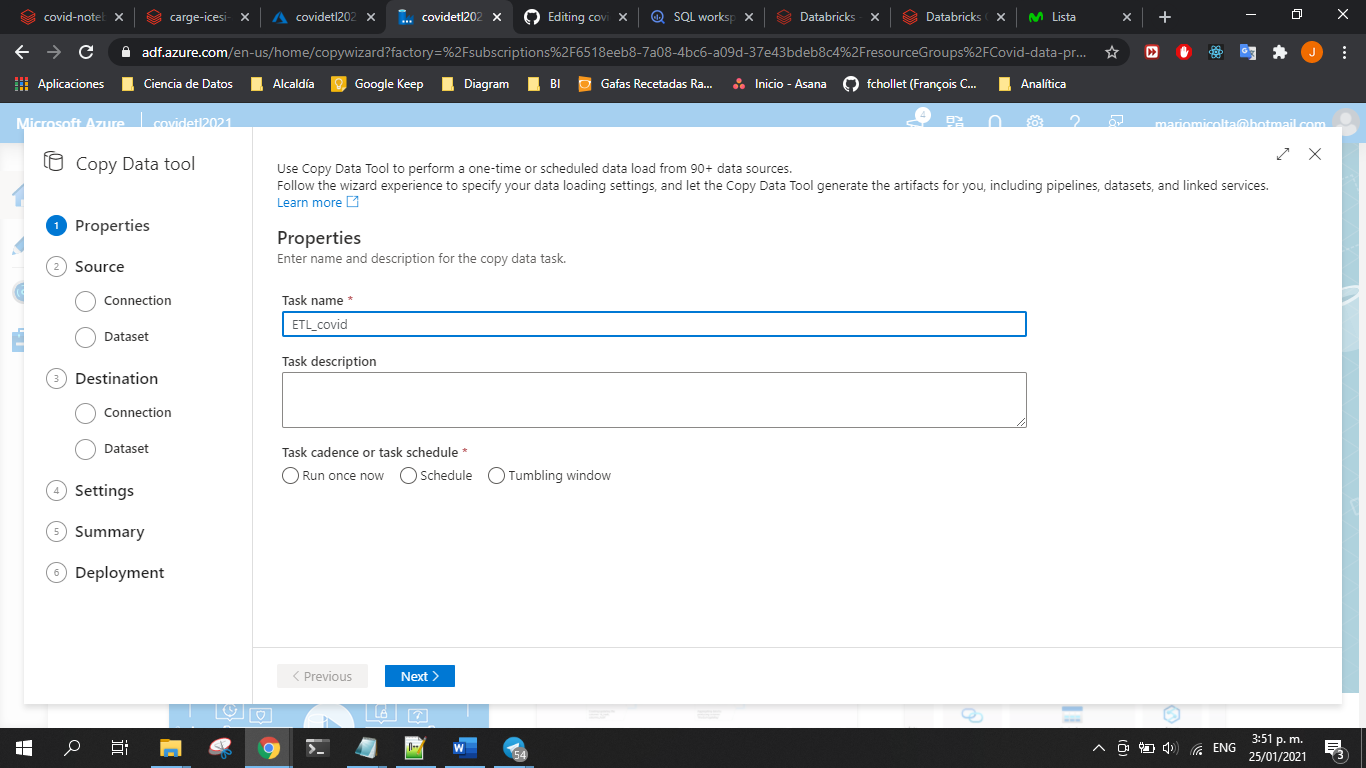 covid-noteb
carge-icesi-
covidetl202
covidetl202
Editing covi
SQL worksp
Databricks
Databricks
Lista
adf.azure.com/en-us/home/copywizard?factory=%2Fsubscriptions%2F6518eeb8-7a08-4bc6-a09d-37e43bdeb8c4%2FresourceGroups%2FCovid-data-pr...
Aplicaciones
Ciencia de Datos
Alcaldía
Google Keep
Diagram
BI
Gafas Recetadas Ra...
Inicio - Asana
fchollet (François C...
Analítica
Microsoft Azure
covidetl2021
4
mariomicolta@hotmail.com
Copy Data tool
1 Properties
2 Source
Connection
Dataset
3 Destination
Connection
Dataset
4 Settings
5 Summary
6 Deployment
Use Copy Data Tool to perform a one-time or scheduled data load from 90+ data sources.
Follow the wizard experience to specify your data loading settings, and let the Copy Data Tool generate the artifacts for you, including pipelines, datasets, and linked services.
Learn more
Properties
Enter name and description for the copy data task.
Task name *
ETL_covid
Task description
Task cadence or task schedule *
Run once now
Schedule
Tumbling window
< Previous
Next >
54
ENG
3:51 p. m.
25/01/2021
3